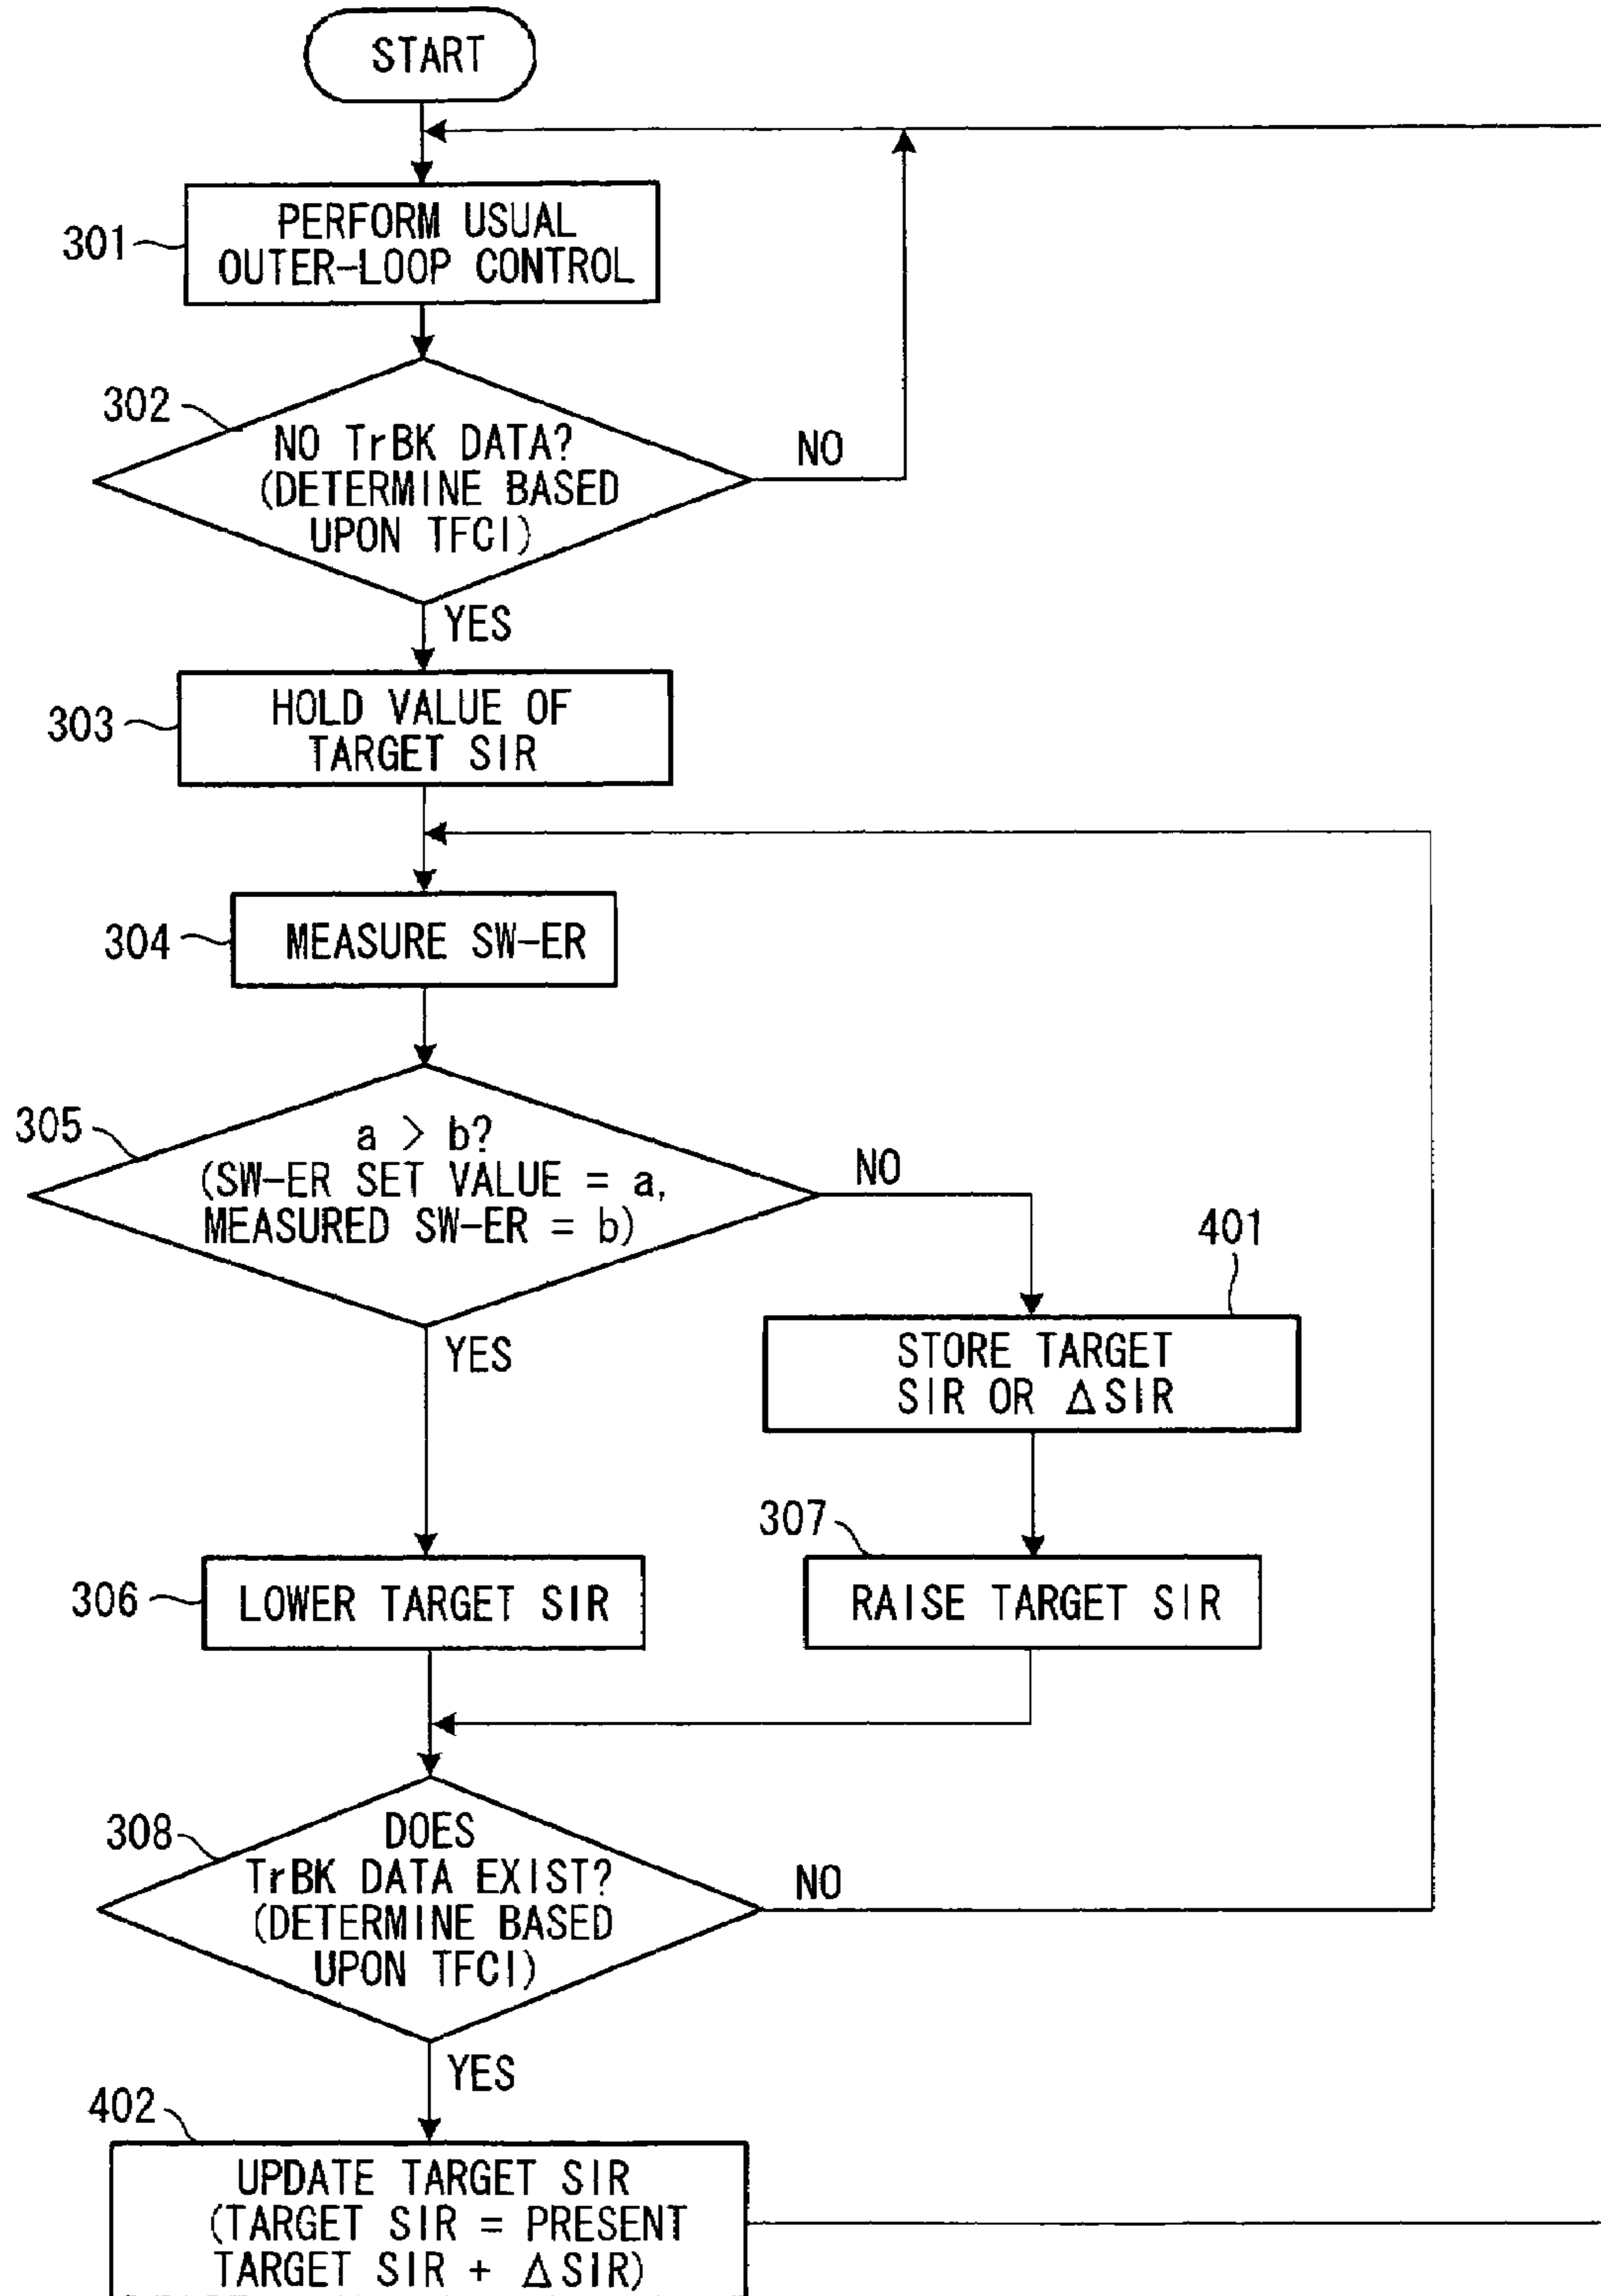 START
301
PERFORM USUAL
OUTER-LOOP CONTROL
302
NO TrBK DATA?
(DETERMINE BASED
UPON TFCI)
NO
YES
303
HOLD VALUE OF
TARGET SIR
304
MEASURE SW-ER
305
a > b?
(SW-ER SET VALUE = a,
MEASURED SW-ER = b)
NO
YES
401
STORE TARGET
SIR OR ΔSIR
306
LOWER TARGET SIR
307
RAISE TARGET SIR
308
DOES
TrBK DATA EXIST?
(DETERMINE BASED
UPON TFCI)
NO
YES
402
UPDATE TARGET SIR
(TARGET SIR = PRESENT
TARGET SIR + ΔSIR)